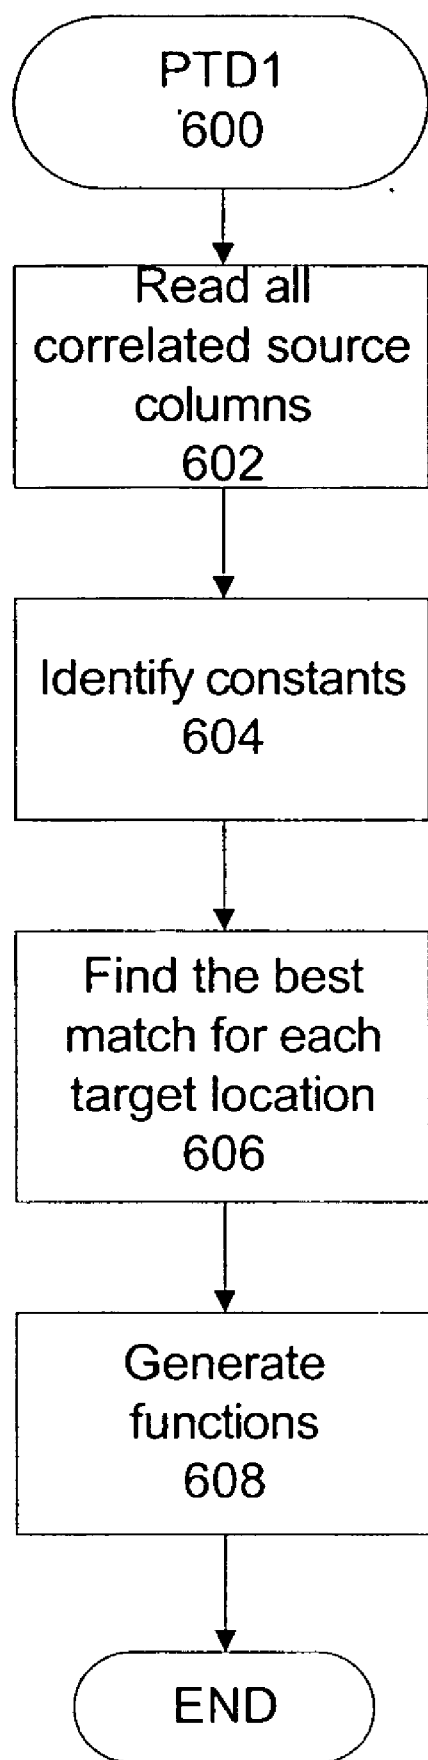 PTD1
600
Read all
correlated source
columns
602
Identify constants
604
Find the best
match for each
target location
606
Generate
functions
608
END